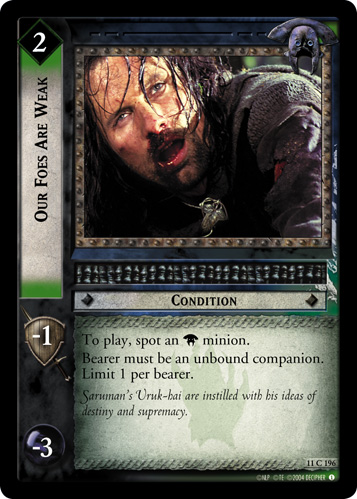 2
OUR FOES ARE WEAK
CONDITION
-1
To play, spot an minion.
Bearer must be an unbound companion.
Limit 1 per bearer.
Saruman's Uruk-hai are instilled with his ideas of
destiny and supremacy.
-3
11 C 196
©NLP ©TE ©2004 DECIPHER